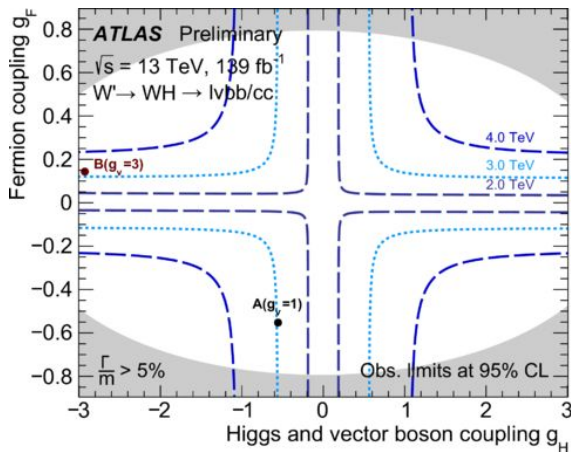 ATLAS Preliminary
√s = 13 TeV, 139 fb⁻¹
W'→ WH → lvbb/cc
4.0 TeV
3.0 TeV
2.0 TeV
B(gᵥ=3)
A(gᵥ=1)
Γ/m > 5%
Obs. limits at 95% CL
Fermion coupling g_F
0.8
0.6
0.4
0.2
0
−0.2
−0.4
−0.6
−0.8
−3 −2 −1 0 1 2 3
Higgs and vector boson coupling g_H